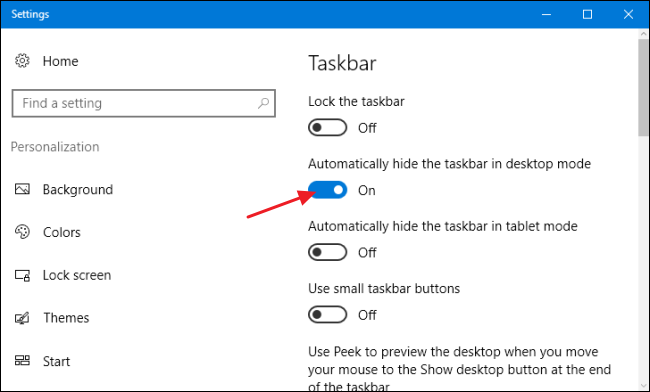 Settings
Home
Find a setting
Personalization
Background
Colors
Lock screen
Themes
Start
Taskbar
Lock the taskbar
Off
Automatically hide the taskbar in desktop mode
On
Automatically hide the taskbar in tablet mode
Off
Use small taskbar buttons
Off
Use Peek to preview the desktop when you move
your mouse to the Show desktop button at the end
of the taskbar